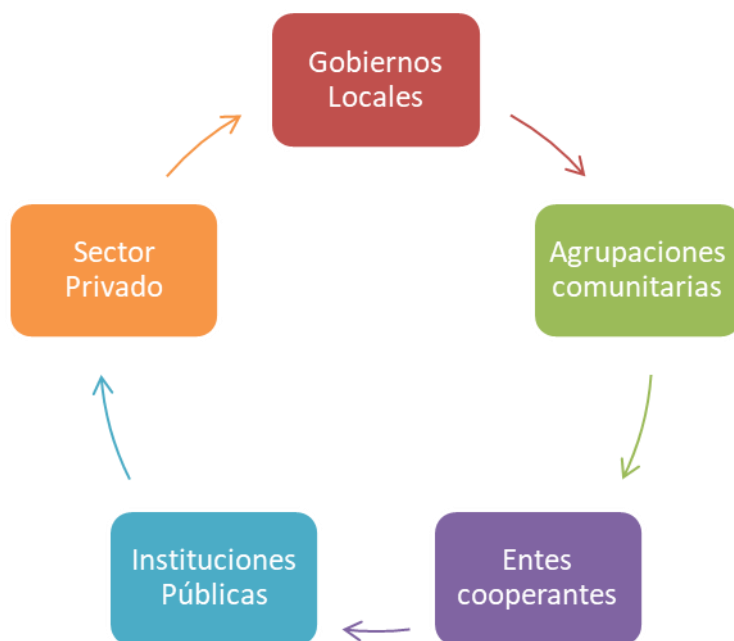 Gobiernos
Locales
Agrupaciones
comunitarias
Entes
cooperantes
Instituciones
Públicas
Sector
Privado